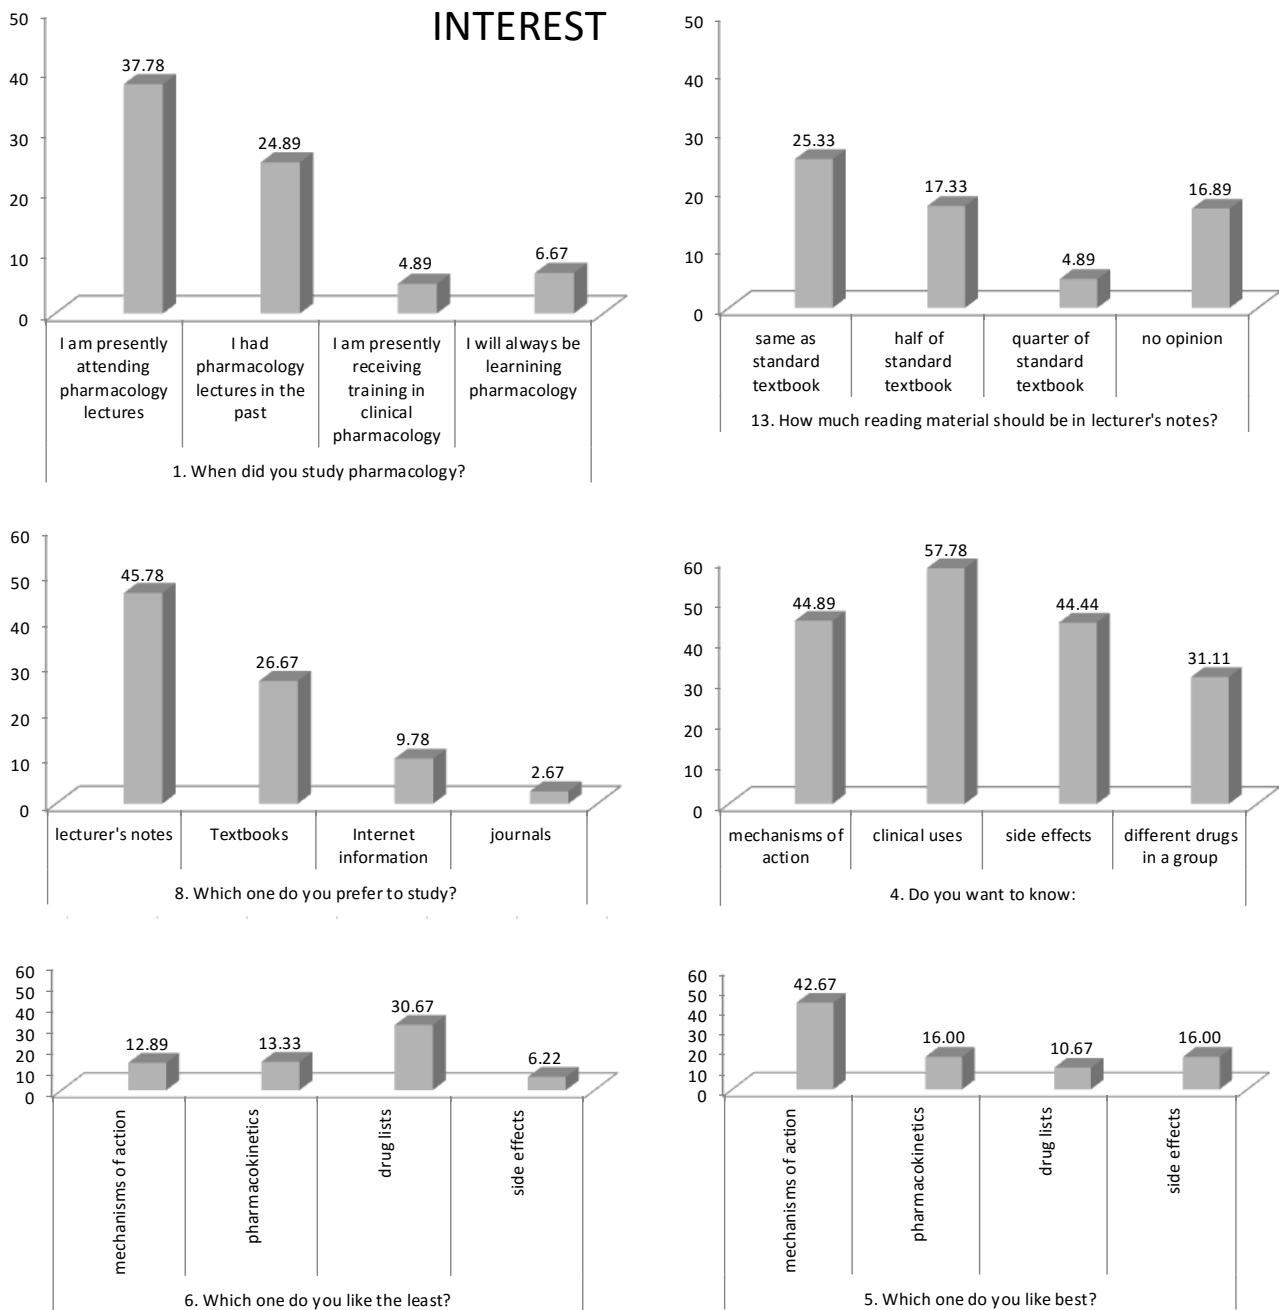 INTEREST
50
40
30
20
10
0
37.78
24.89
4.89
6.67
I am presently
attending
pharmacology
lectures
I had
pharmacology
lectures in the
past
I am presently
receiving
training in
clinical
pharmacology
I will always be
learnining
pharmacology
1. When did you study pharmacology?
50
40
30
20
10
0
25.33
17.33
4.89
16.89
same as
standard
textbook
half of
standard
textbook
quarter of
standard
textbook
no opinion
13. How much reading material should be in lecturer's notes?
60
50
40
30
20
10
0
45.78
26.67
9.78
2.67
lecturer's notes
Textbooks
Internet
information
journals
8. Which one do you prefer to study?
60
50
40
30
20
10
0
44.89
57.78
44.44
31.11
mechanisms of
action
clinical uses
side effects
different drugs
in a group
4. Do you want to know:
60
50
40
30
20
10
0
12.89
13.33
30.67
6.22
mechanisms of action
pharmacokinetics
drug lists
side effects
6. Which one do you like the least?
60
50
40
30
20
10
0
42.67
16.00
10.67
16.00
mechanisms of action
pharmacokinetics
drug lists
side effects
5. Which one do you like best?